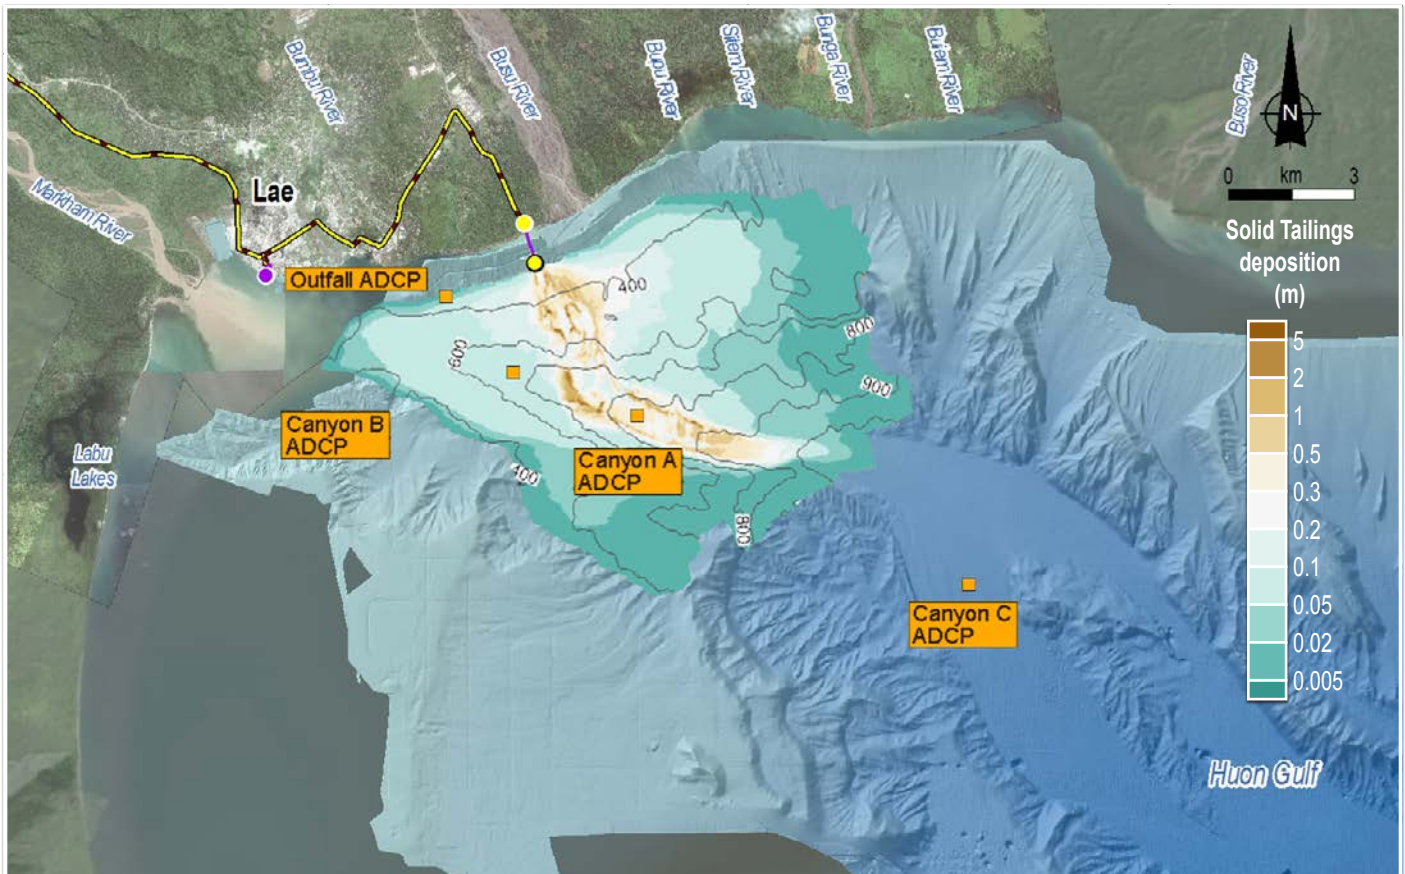 Bumbu River
Busu River
Bupu River
Silem River
Bunga River
Buiem River
Buso River
N
0 km 3
Markham River
Lae
Outfall ADCP
Solid Tailings
deposition
(m)
5
2
1
0.5
0.3
0.2
0.1
0.05
0.02
0.005
400
600
800
900
Canyon B
ADCP
Canyon A
ADCP
Labu
Lakes
400
800
Canyon C
ADCP
Huon Gulf